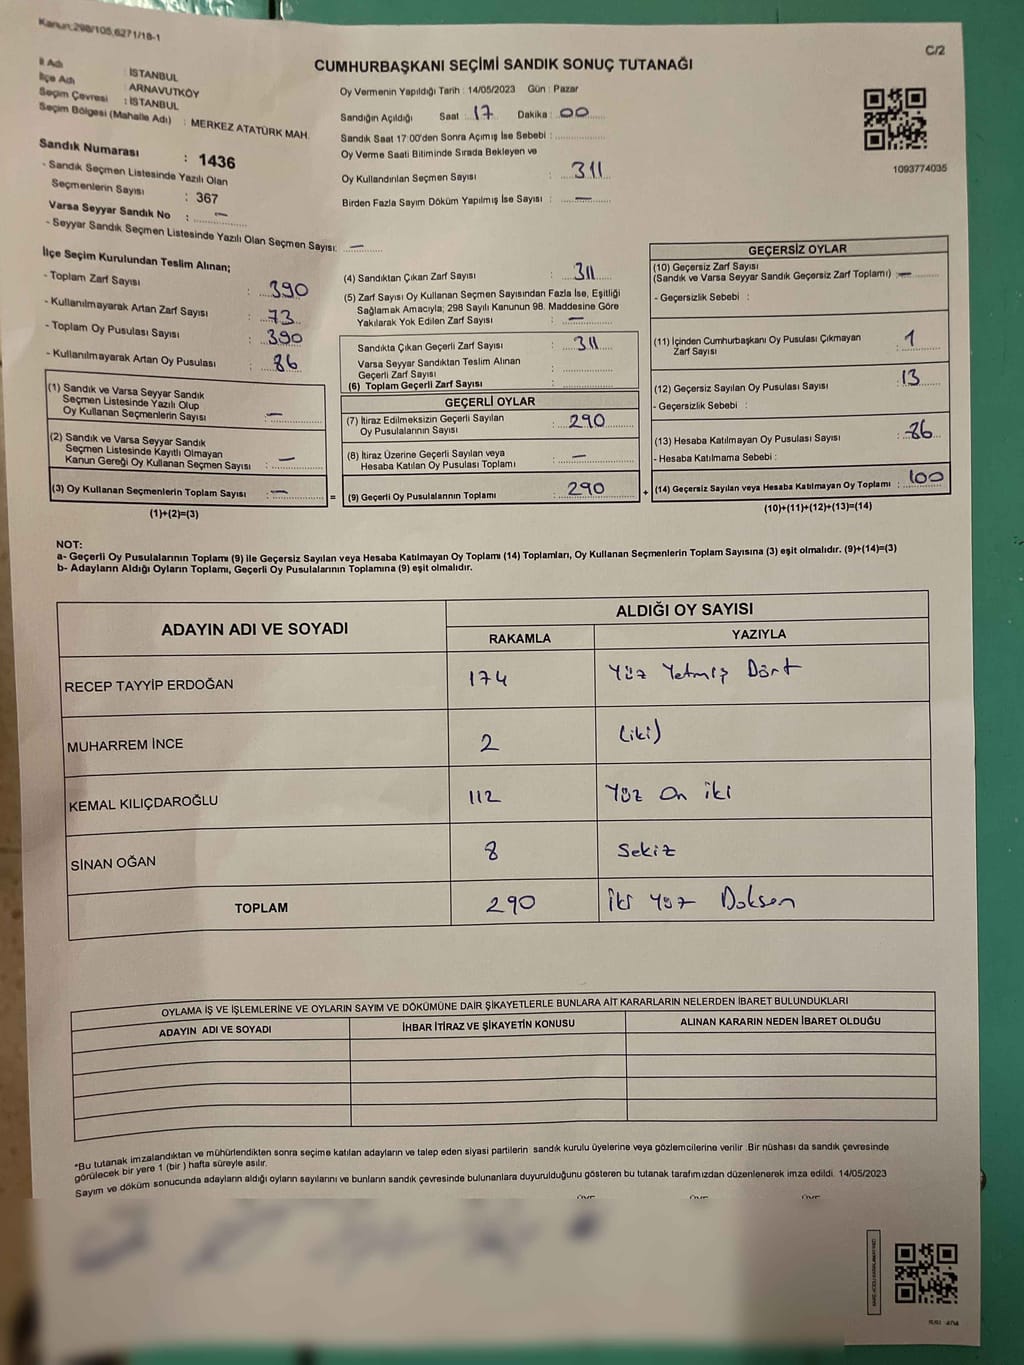 Kanun:298/105,6271/18-1
C/2
İl Adı : İSTANBUL
İlçe Adı : ARNAVUTKÖY
Seçim Çevresi : İSTANBUL
Seçim Bölgesi (Mahalle Adı) : MERKEZ ATATÜRK MAH.
Sandık Numarası : 1436
- Sandık Seçmen Listesinde Yazılı Olan
Seçmenlerin Sayısı : 367
Varsa Seyyar Sandık No : —
- Seyyar Sandık Seçmen Listesinde Yazılı Olan Seçmen Sayısı: —
CUMHURBAŞKANI SEÇİMİ SANDIK SONUÇ TUTANAĞI
Oy Vermenin Yapıldığı Tarih : 14/05/2023 Gün : Pazar
Sandığın Açıldığı Saat : 17 Dakika : 00
Sandık Saat 17:00'den Sonra Açımış İse Sebebi :
Oy Verme Saati Bitiminde Sırada Bekleyen ve
Oy Kullandırılan Seçmen Sayısı : 311
Birden Fazla Sayım Döküm Yapılmış İse Sayısı : —
1093774035
İlçe Seçim Kurulundan Teslim Alınan;
- Toplam Zarf Sayısı : 390
- Kullanılmayarak Artan Zarf Sayısı : 73
- Toplam Oy Pusulası Sayısı : 390
- Kullanılmayarak Artan Oy Pusulası : 86
(1) Sandık ve Varsa Seyyar Sandık
Seçmen Listesinde Yazılı Olup
Oy Kullanan Seçmenlerin Sayısı : —
(2) Sandık ve Varsa Seyyar Sandık
Seçmen Listesinde Kayıtlı Olmayan
Kanun Gereği Oy Kullanan Seçmen Sayısı : —
(3) Oy Kullanan Seçmenlerin Toplam Sayısı : — =
(1)+(2)=(3)
(4) Sandıktan Çıkan Zarf Sayısı : 311
(5) Zarf Sayısı Oy Kullanan Seçmen Sayısından Fazla İse, Eşitliği
Sağlamak Amacıyla; 298 Sayılı Kanunun 98. Maddesine Göre
Yakılarak Yok Edilen Zarf Sayısı : —
Sandıkta Çıkan Geçerli Zarf Sayısı : 311
Varsa Seyyar Sandıktan Teslim Alınan
Geçerli Zarf Sayısı :
(6) Toplam Geçerli Zarf Sayısı :
GEÇERLİ OYLAR
(7) İtiraz Edilmeksizin Geçerli Sayılan
Oy Pusulalarının Sayısı : 290
(8) İtiraz Üzerine Geçerli Sayılan veya
Hesaba Katılan Oy Pusulası Toplamı : —
(9) Geçerli Oy Pusulalarının Toplamı : 290 +
GEÇERSİZ OYLAR
(10) Geçersiz Zarf Sayısı
(Sandık ve Varsa Seyyar Sandık Geçersiz Zarf Toplamı) : —
- Geçersizlik Sebebi :
(11) İçinden Cumhurbaşkanı Oy Pusulası Çıkmayan
Zarf Sayısı : 1
(12) Geçersiz Sayılan Oy Pusulası Sayısı : 13
- Geçersizlik Sebebi :
(13) Hesaba Katılmayan Oy Pusulası Sayısı : 86
- Hesaba Katılmama Sebebi :
(14) Geçersiz Sayılan veya Hesaba Katılmayan Oy Toplamı : 100
(10)+(11)+(12)+(13)=(14)
NOT:
a- Geçerli Oy Pusulalarının Toplamı (9) ile Geçersiz Sayılan veya Hesaba Katılmayan Oy Toplamı (14) Toplamları, Oy Kullanan Seçmenlerin Toplam Sayısına (3) eşit olmalıdır. (9)+(14)=(3)
b- Adayların Aldığı Oyların Toplamı, Geçerli Oy Pusulalarının Toplamına (9) eşit olmalıdır.
ADAYIN ADI VE SOYADI ALDIĞI OY SAYISI
RAKAMLA YAZIYLA
RECEP TAYYİP ERDOĞAN 174 Yüz Yetmiş Dört
MUHARREM İNCE 2 (iki)
KEMAL KILIÇDAROĞLU 112 Yüz On iki
SİNAN OĞAN 8 Sekiz
TOPLAM 290 İki Yüz Doksan
OYLAMA İŞ VE İŞLEMLERİNE VE OYLARIN SAYIM VE DÖKÜMÜNE DAİR ŞİKAYETLERLE BUNLARA AİT KARARLARIN NELERDEN İBARET BULUNDUKLARI
ADAYIN ADI VE SOYADI İHBAR İTİRAZ VE ŞİKAYETİN KONUSU ALINAN KARARIN NEDEN İBARET OLDUĞU
*Bu tutanak imzalandıktan ve mühürlendikten sonra seçime katılan adayların ve talep eden siyasi partilerin sandık kurulu üyelerine veya gözlemcilerine verilir .Bir nüshası da sandık çevresinde
görülecek bir yere 1 (bir ) hafta süreyle asılır.
Sayım ve döküm sonucunda adayların aldığı oyların sayılarını ve bunların sandık çevresinde bulunanlara duyurulduğunu gösteren bu tutanak tarafımızdan düzenlenerek imza edildi. 14/05/2023